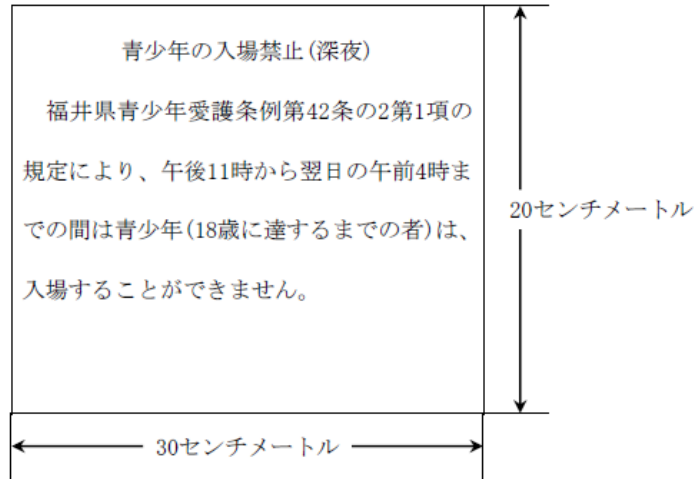 青少年の入場禁止(深夜)
福井県青少年愛護条例第42条の2第1項の
規定により、午後11時から翌日の午前4時ま
での間は青少年(18歳に達するまでの者)は、
入場することができません。
20センチメートル
30センチメートル